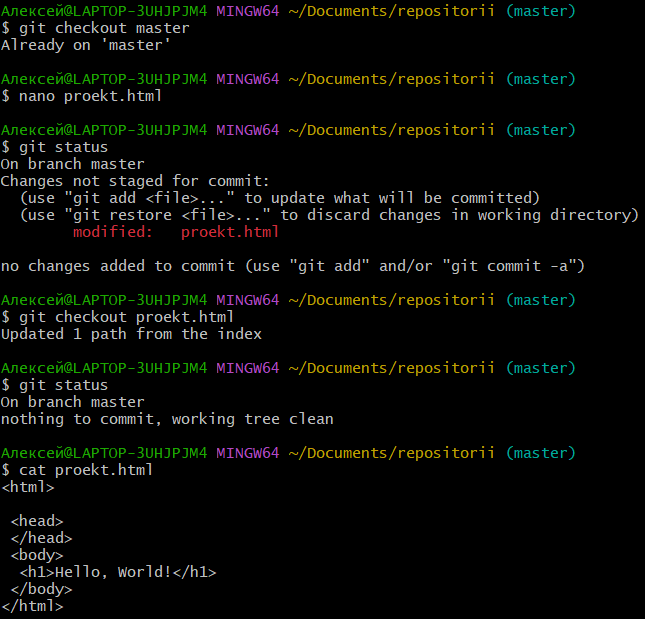 Алексей@LAPTOP-3UHJPJM4 MINGW64 ~/Documents/repositorii (master)
$ git checkout master
Already on 'master'

Алексей@LAPTOP-3UHJPJM4 MINGW64 ~/Documents/repositorii (master)
$ nano proekt.html

Алексей@LAPTOP-3UHJPJM4 MINGW64 ~/Documents/repositorii (master)
$ git status
On branch master
Changes not staged for commit:
  (use "git add <file>..." to update what will be committed)
  (use "git restore <file>..." to discard changes in working directory)
        modified:   proekt.html

no changes added to commit (use "git add" and/or "git commit -a")

Алексей@LAPTOP-3UHJPJM4 MINGW64 ~/Documents/repositorii (master)
$ git checkout proekt.html
Updated 1 path from the index

Алексей@LAPTOP-3UHJPJM4 MINGW64 ~/Documents/repositorii (master)
$ git status
On branch master
nothing to commit, working tree clean

Алексей@LAPTOP-3UHJPJM4 MINGW64 ~/Documents/repositorii (master)
$ cat proekt.html
<html>

 <head>
 </head>
 <body>
  <h1>Hello, World!</h1>
 </body>
</html>